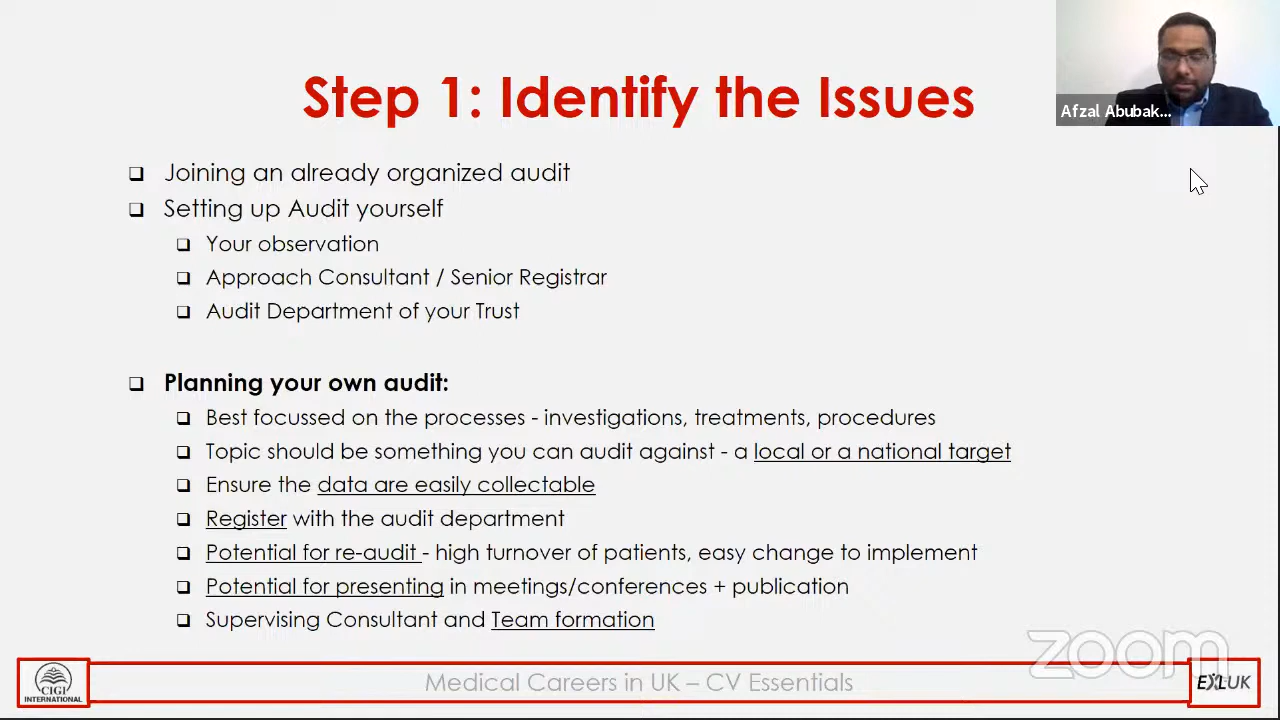 Step 1: Identify the Issues
Afzal Abubak...
Joining an already organized audit
Setting up Audit yourself
Your observation
Approach Consultant / Senior Registrar
Audit Department of your Trust
Planning your own audit:
Best focussed on the processes - investigations, treatments, procedures
Topic should be something you can audit against - a local or a national target
Ensure the data are easily collectable
Register with the audit department
Potential for re-audit - high turnover of patients, easy change to implement
Potential for presenting in meetings/conferences + publication
Supervising Consultant and Team formation
zoom
CIGI
INTERNATIONAL
Medical Careers in UK – CV Essentials
EXLUK